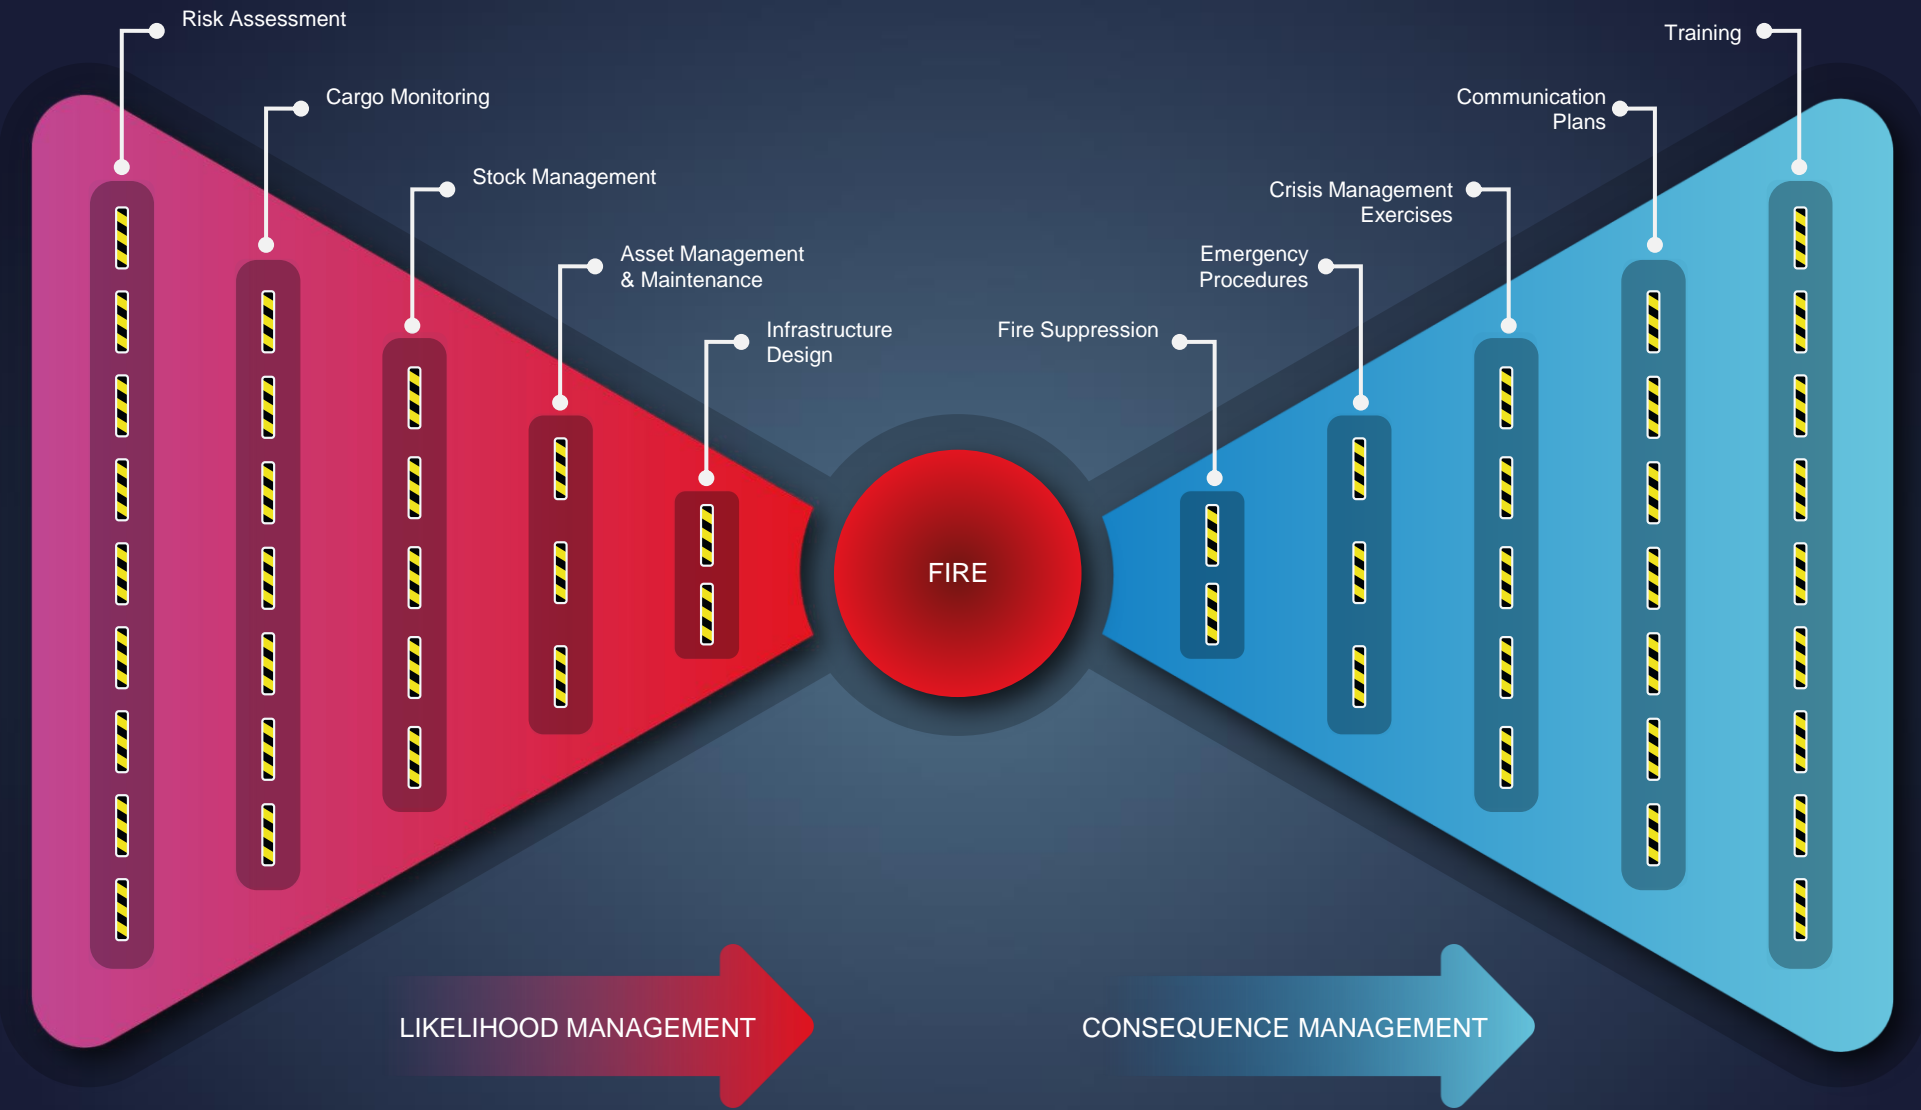 Risk Assessment
Training
Cargo Monitoring
Communication
Plans
Stock Management
Crisis Management
Exercises
Asset Management
& Maintenance
Emergency
Procedures
Infrastructure
Design
Fire Suppression
FIRE
LIKELIHOOD MANAGEMENT
CONSEQUENCE MANAGEMENT